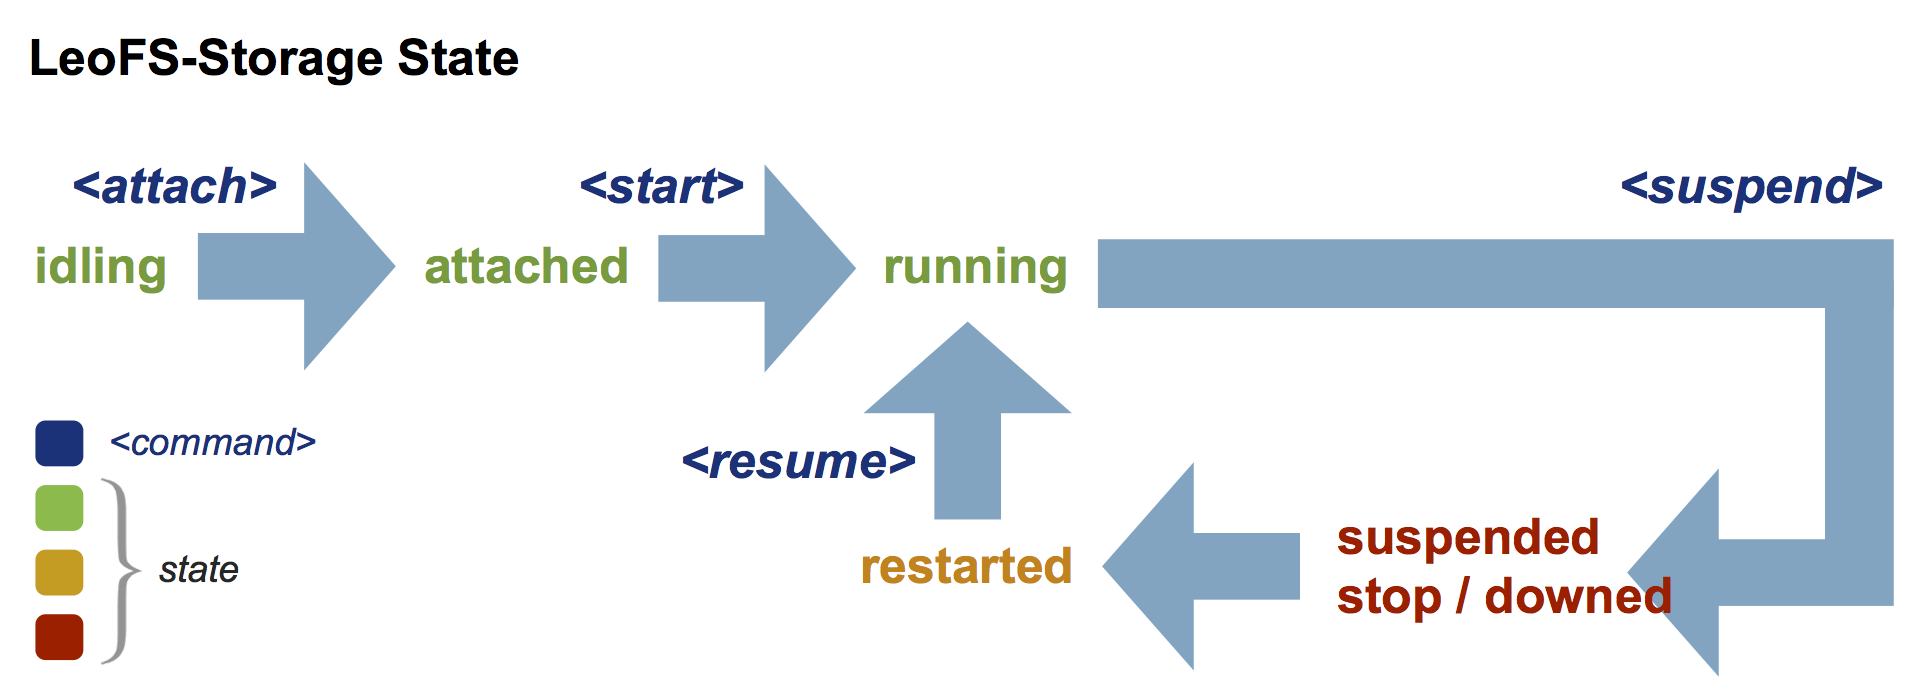 LeoFS-Storage State
<attach>
<start>
<suspend>
idling
attached
running
<command>
<resume>
state
restarted
suspended
stop / downed